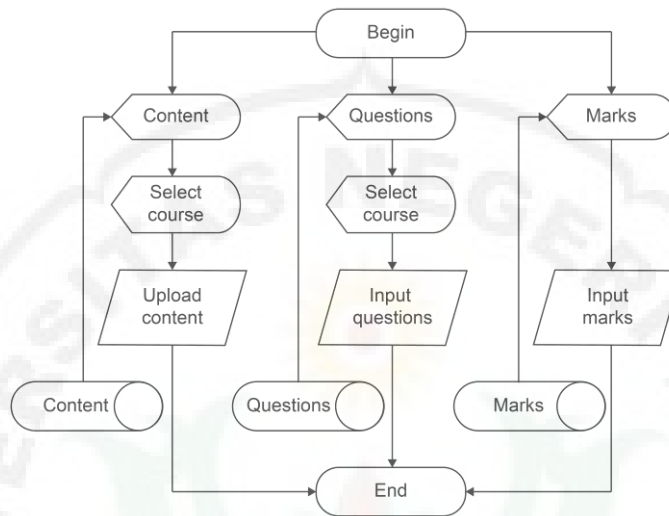 Begin
Content
Questions
Marks
Select
course
Select
course
Upload
content
Input
questions
Input
marks
Content
Questions
Marks
End